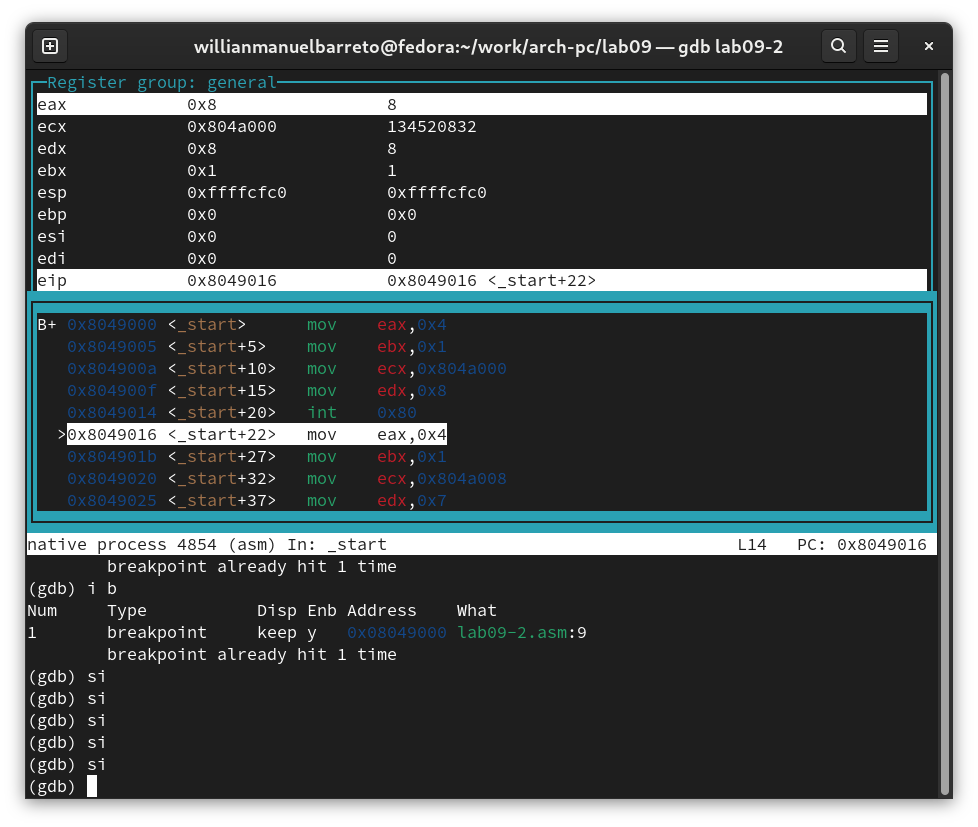 willianmanuelbarreto@fedora:~/work/arch-pc/lab09 — gdb lab09-2
Register group: general
eax 0x8 8
ecx 0x804a000 134520832
edx 0x8 8
ebx 0x1 1
esp 0xffffcfc0 0xffffcfc0
ebp 0x0 0x0
esi 0x0 0
edi 0x0 0
eip 0x8049016 0x8049016 <_start+22>
B+ 0x8049000 <_start> mov eax,0x4
0x8049005 <_start+5> mov ebx,0x1
0x804900a <_start+10> mov ecx,0x804a000
0x804900f <_start+15> mov edx,0x8
0x8049014 <_start+20> int 0x80
>0x8049016 <_start+22> mov eax,0x4
0x804901b <_start+27> mov ebx,0x1
0x8049020 <_start+32> mov ecx,0x804a008
0x8049025 <_start+37> mov edx,0x7
native process 4854 (asm) In: _start L14 PC: 0x8049016
breakpoint already hit 1 time
(gdb) i b
Num Type Disp Enb Address What
1 breakpoint keep y 0x08049000 lab09-2.asm:9
breakpoint already hit 1 time
(gdb) si
(gdb) si
(gdb) si
(gdb) si
(gdb) si
(gdb)